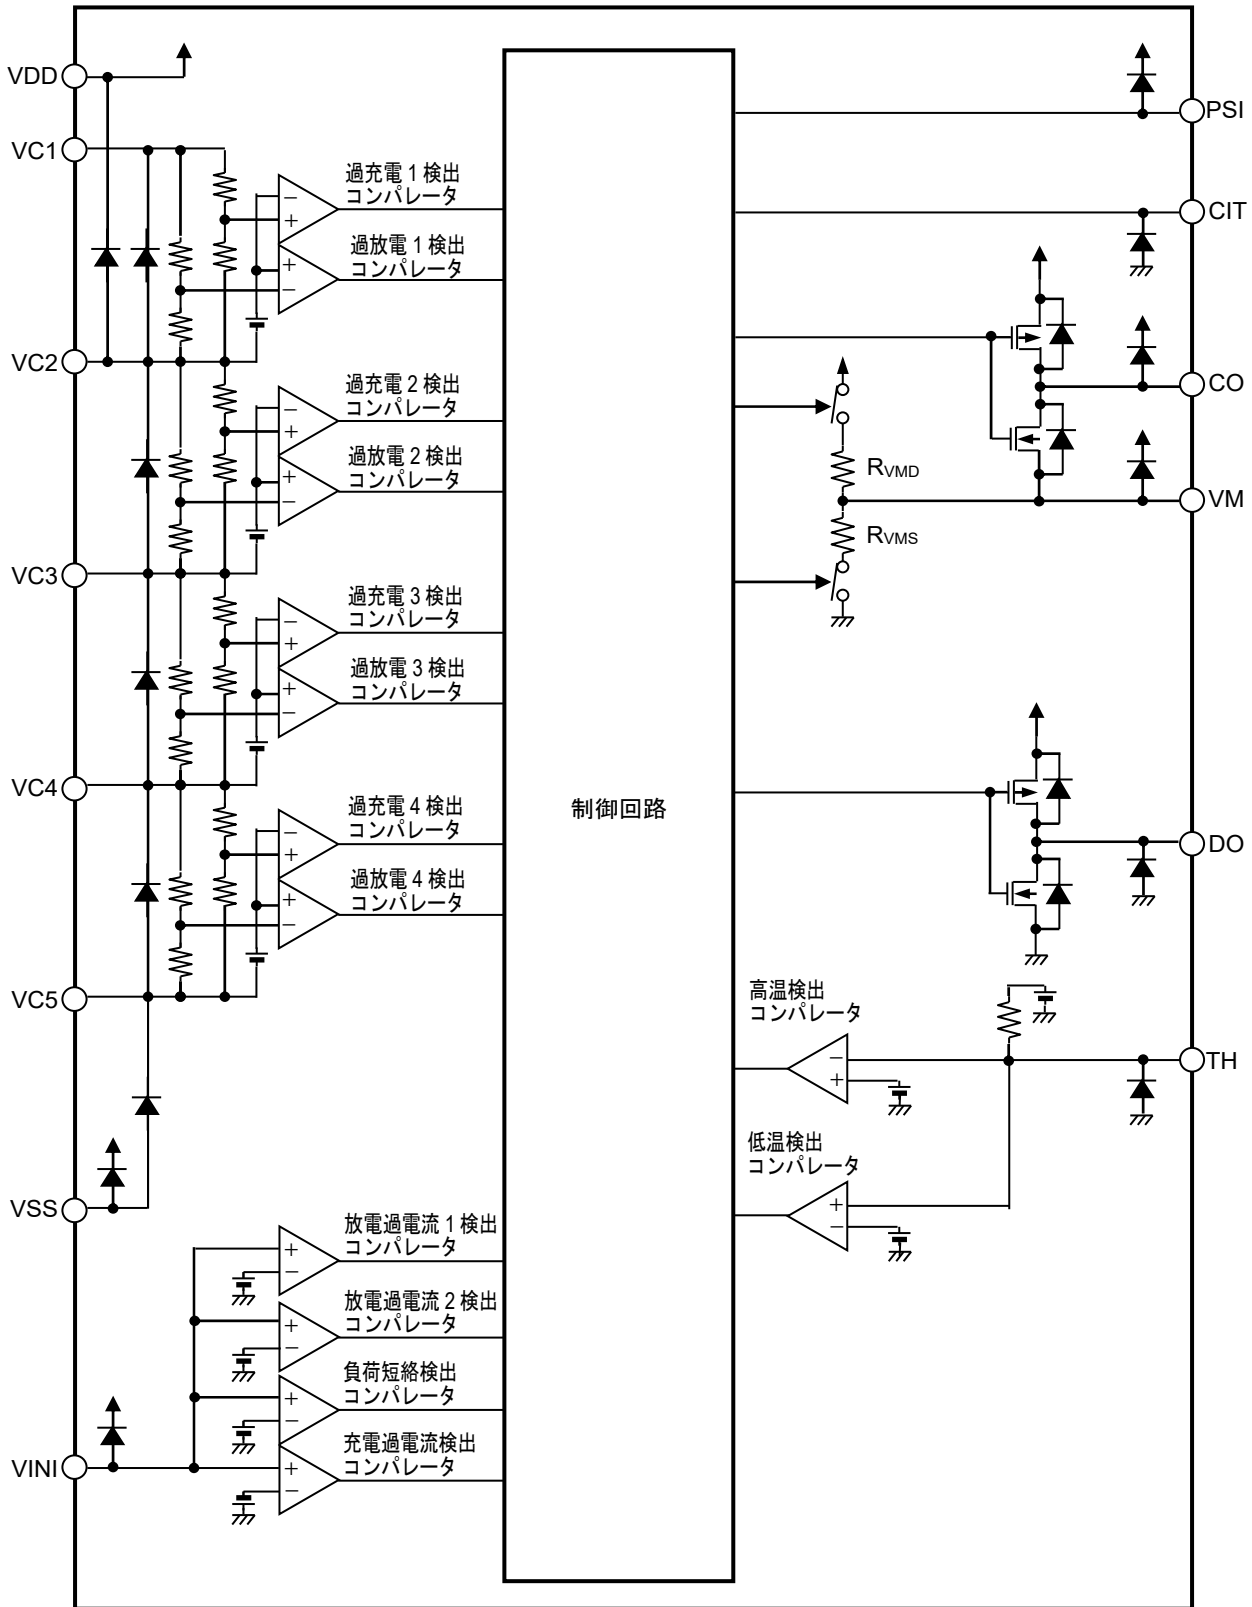 VDD
VC1
過充電 1 検出
コンパレータ
+
−
過放電 1 検出
コンパレータ
+
−
VC2
過充電 2 検出
コンパレータ
−
+
過放電 2 検出
コンパレータ
+
−
VC3
過充電 3 検出
コンパレータ
−
+
過放電 3 検出
コンパレータ
+
−
VC4
過充電 4 検出
コンパレータ
−
+
過放電 4 検出
コンパレータ
+
−
VC5
VSS
放電過電流 1 検出
コンパレータ
+
−
放電過電流 2 検出
コンパレータ
+
−
負荷短絡検出
コンパレータ
+
−
充電過電流検出
コンパレータ
+
−
VINI
制御回路
PSI
CIT
CO
RVMD
VM
RVMS
DO
高温検出
コンパレータ
−
+
TH
低温検出
コンパレータ
+
−